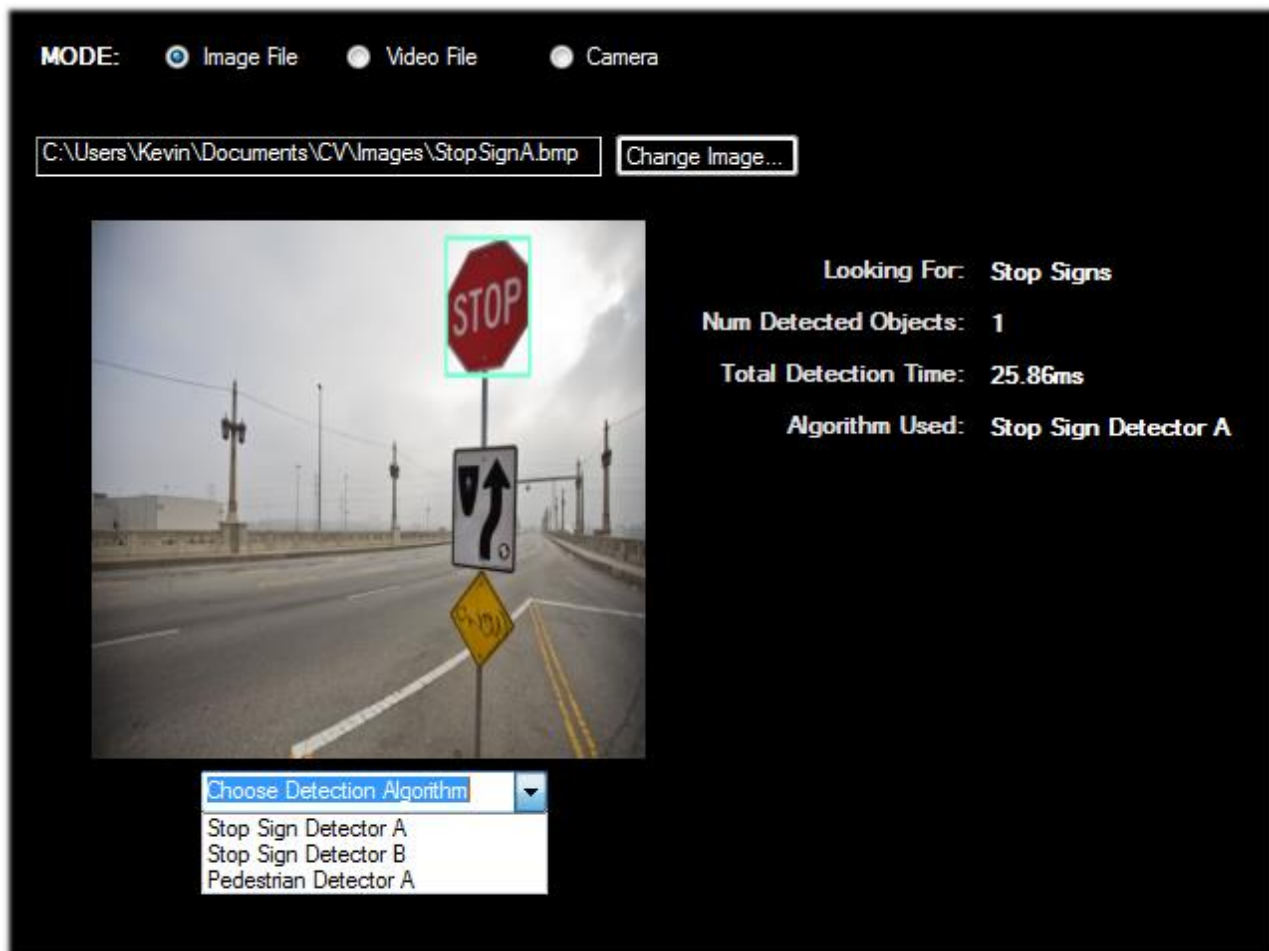 MODE: Image File Video File Camera
C:\Users\Kevin\Documents\CV\Images\StopSignA.bmp Change Image...
STOP
Looking For: Stop Signs
Num Detected Objects: 1
Total Detection Time: 25.86ms
Algorithm Used: Stop Sign Detector A
Choose Detection Algorithm
Stop Sign Detector A
Stop Sign Detector B
Pedestrian Detector A